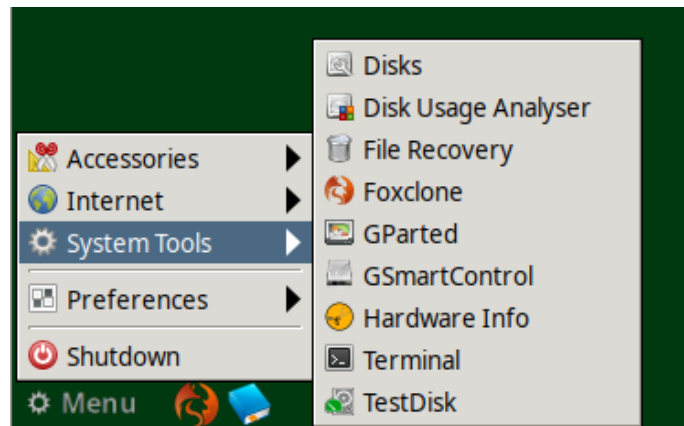 Accessories
Internet
System Tools
Preferences
Shutdown
Menu
Disks
Disk Usage Analyser
File Recovery
Foxclone
GParted
GSmartControl
Hardware Info
Terminal
TestDisk